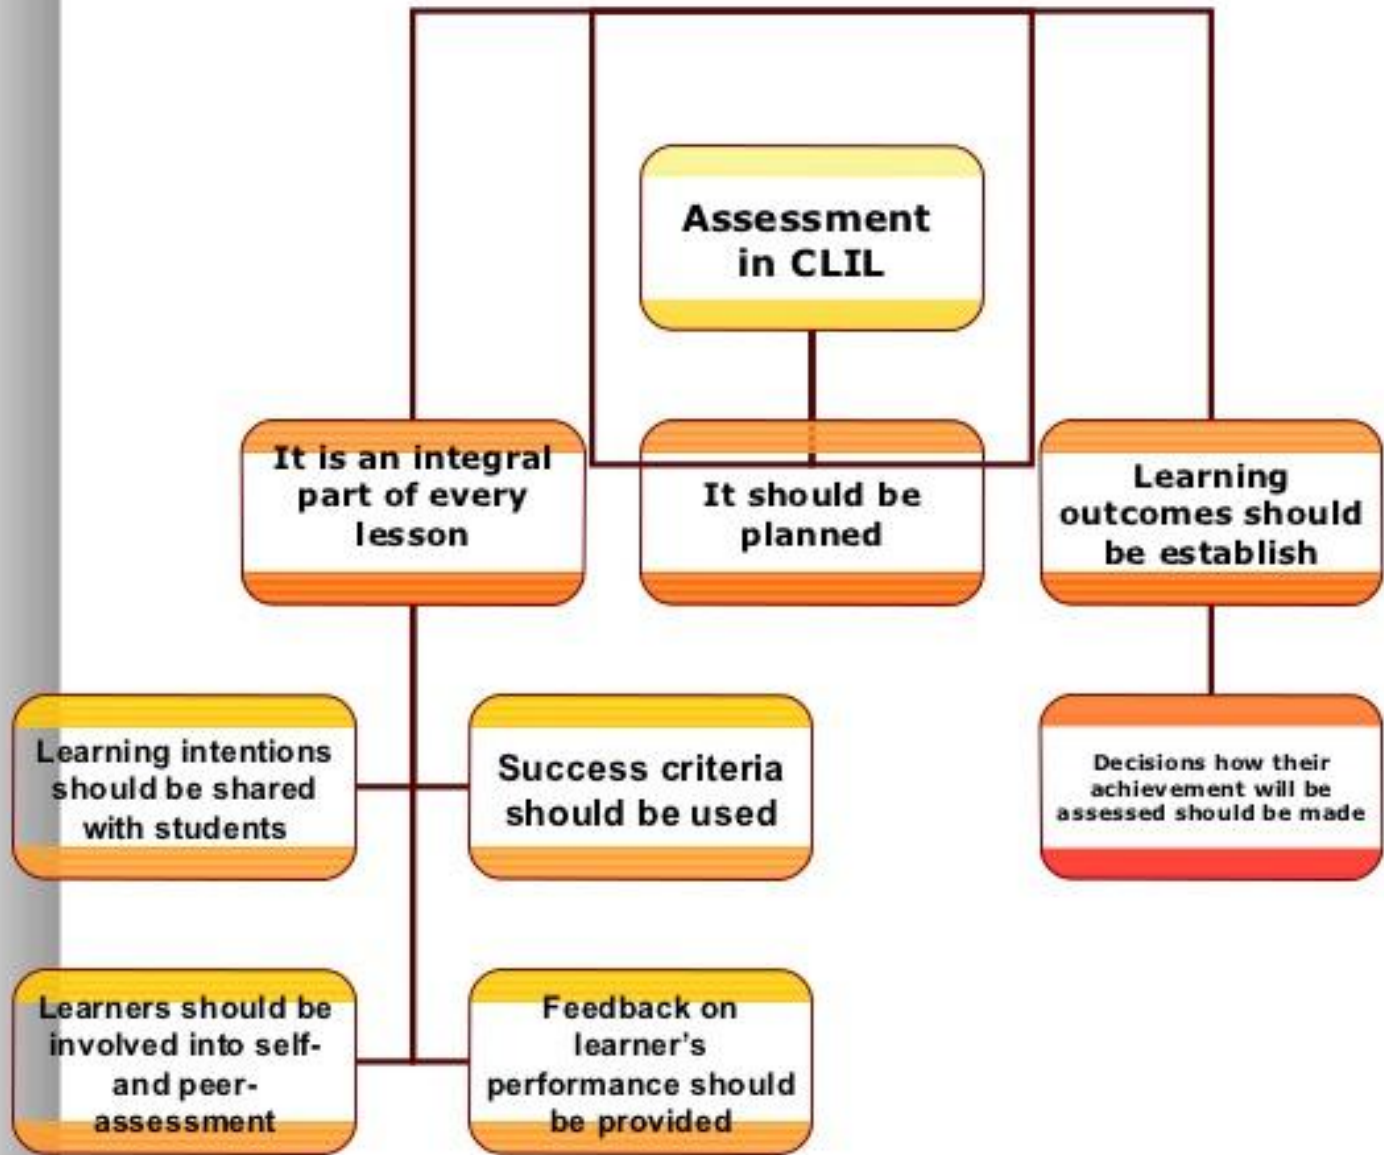 Assessment
in CLIL
It is an integral
part of every
lesson
It should be
planned
Learning
outcomes should
be establish
Learning intentions
should be shared
with students
Success criteria
should be used
Decisions how their
achievement will be
assessed should be made
Learners should be
involved into self-
and peer-
assessment
Feedback on
learner’s
performance should
be provided